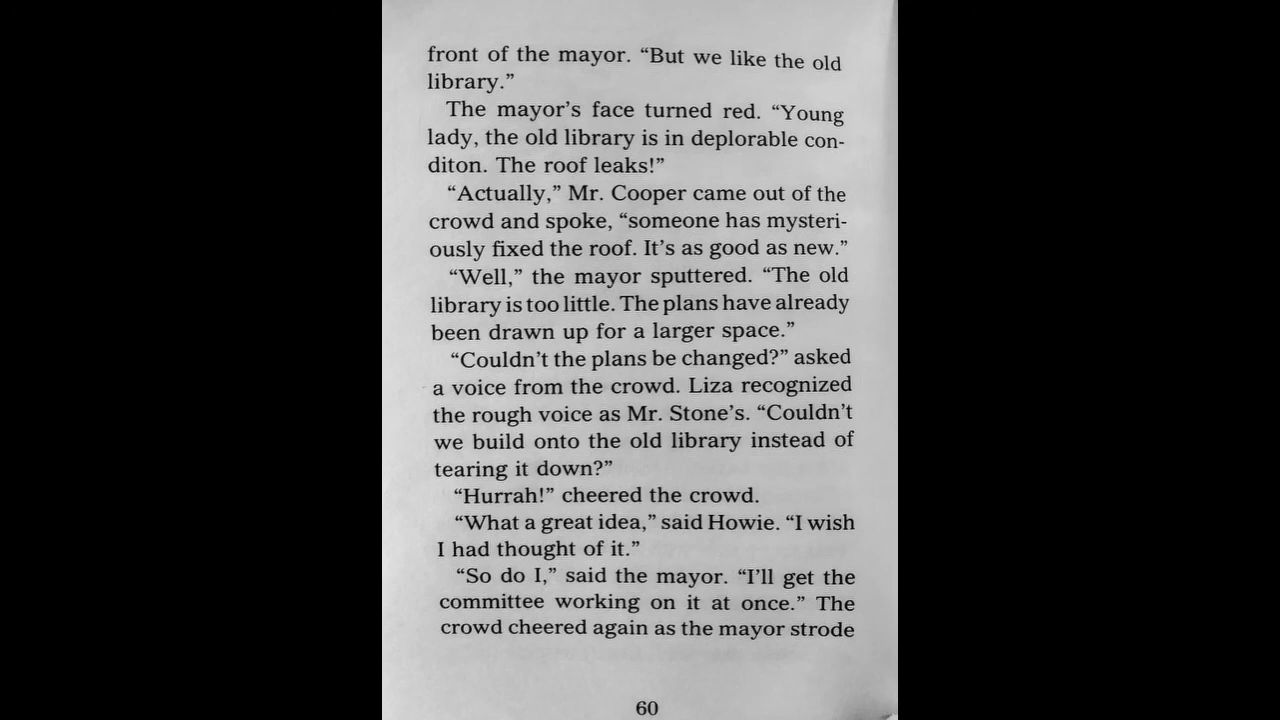 front of the mayor. “But we like the old
library.”
The mayor’s face turned red. “Young
lady, the old library is in deplorable con-
diton. The roof leaks!”
“Actually,” Mr. Cooper came out of the
crowd and spoke, “someone has mysteri-
ously fixed the roof. It’s as good as new.”
“Well,” the mayor sputtered. “The old
library is too little. The plans have already
been drawn up for a larger space.”
“Couldn’t the plans be changed?” asked
a voice from the crowd. Liza recognized
the rough voice as Mr. Stone’s. “Couldn’t
we build onto the old library instead of
tearing it down?”
“Hurrah!” cheered the crowd.
“What a great idea,” said Howie. “I wish
I had thought of it.”
“So do I,” said the mayor. “I’ll get the
committee working on it at once.” The
crowd cheered again as the mayor strode
60